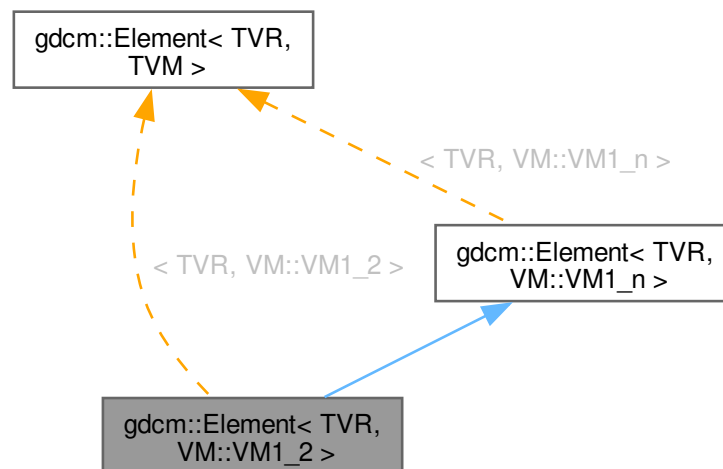 gdcm::Element< TVR,
TVM >
< TVR, VM::VM1_n >
gdcm::Element< TVR,
VM::VM1_n >
< TVR, VM::VM1_2 >
gdcm::Element< TVR,
VM::VM1_2 >